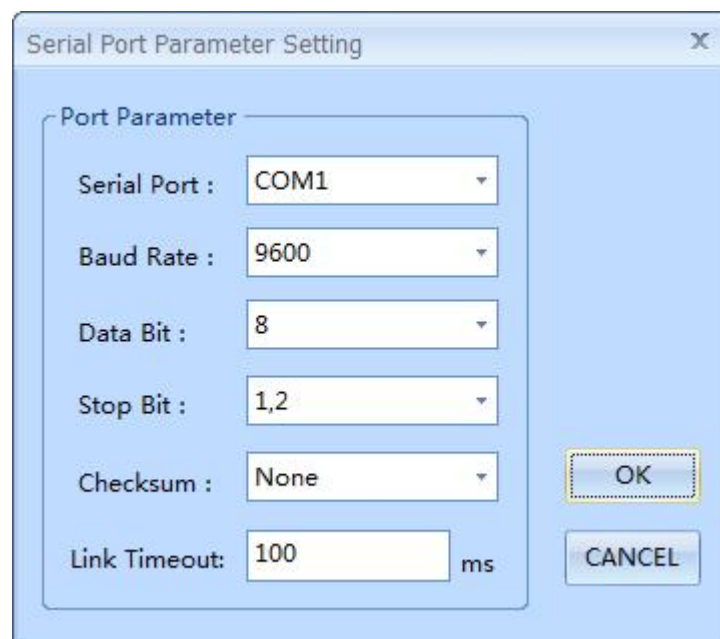 Serial Port Parameter Setting x
Port Parameter
Serial Port : COM1
Baud Rate : 9600
Data Bit : 8
Stop Bit : 1,2
Checksum : None
OK
Link Timeout: 100 ms
CANCEL